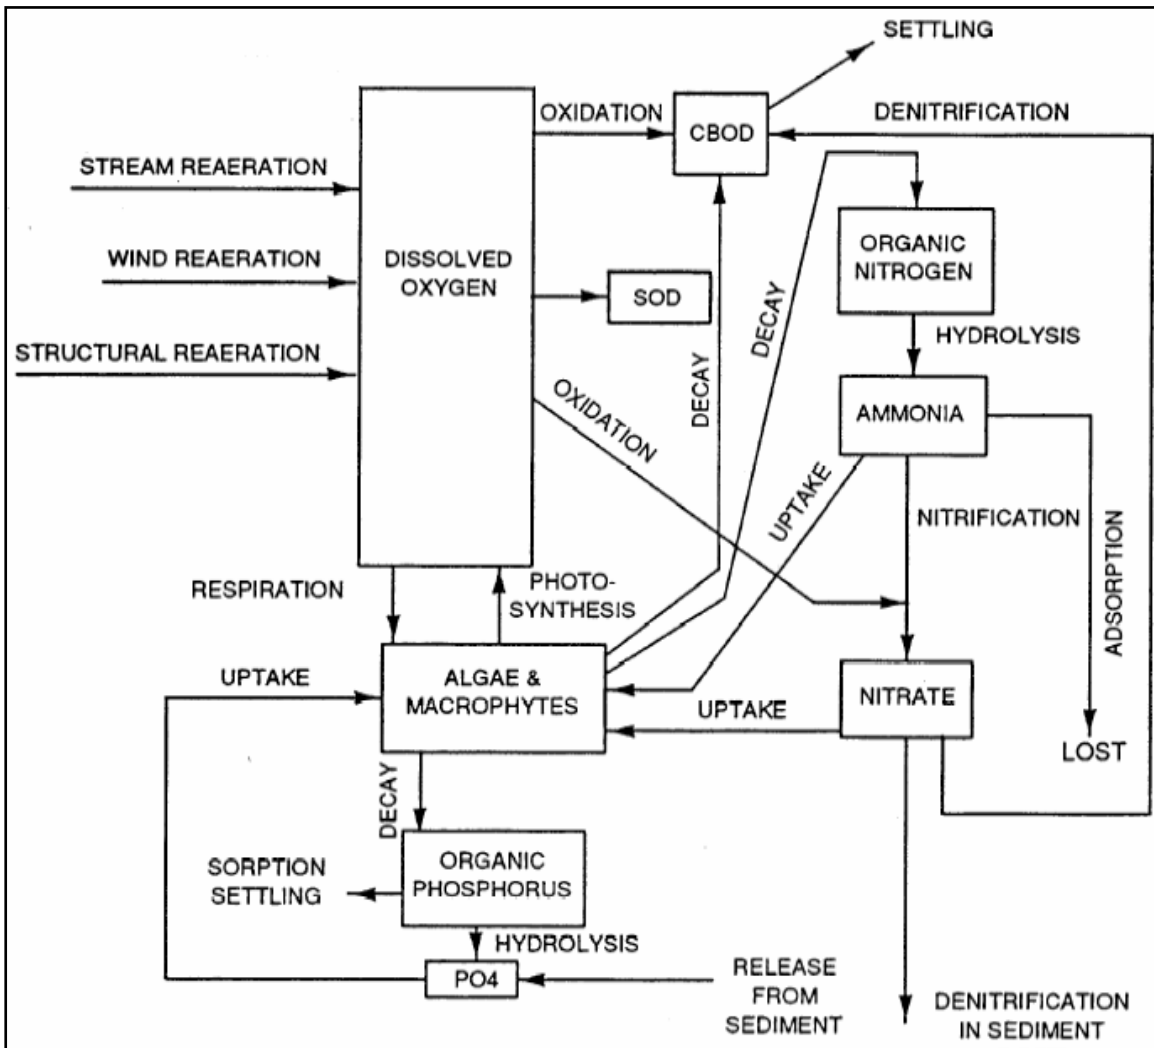 SETTLING
OXIDATION
CBOD
DENITRIFICATION
STREAM REAERATION
WIND REAERATION
STRUCTURAL REAERATION
DISSOLVED
OXYGEN
SOD
ORGANIC
NITROGEN
DECAY
DECAY
HYDROLYSIS
AMMONIA
OXIDATION
UPTAKE
NITRIFICATION
ADSORPTION
RESPIRATION
PHOTO-
SYNTHESIS
UPTAKE
ALGAE &
MACROPHYTES
UPTAKE
NITRATE
LOST
DECAY
ORGANIC
PHOSPHORUS
SORPTION
SETTLING
HYDROLYSIS
PO4
RELEASE
FROM
SEDIMENT
DENITRIFICATION
IN SEDIMENT